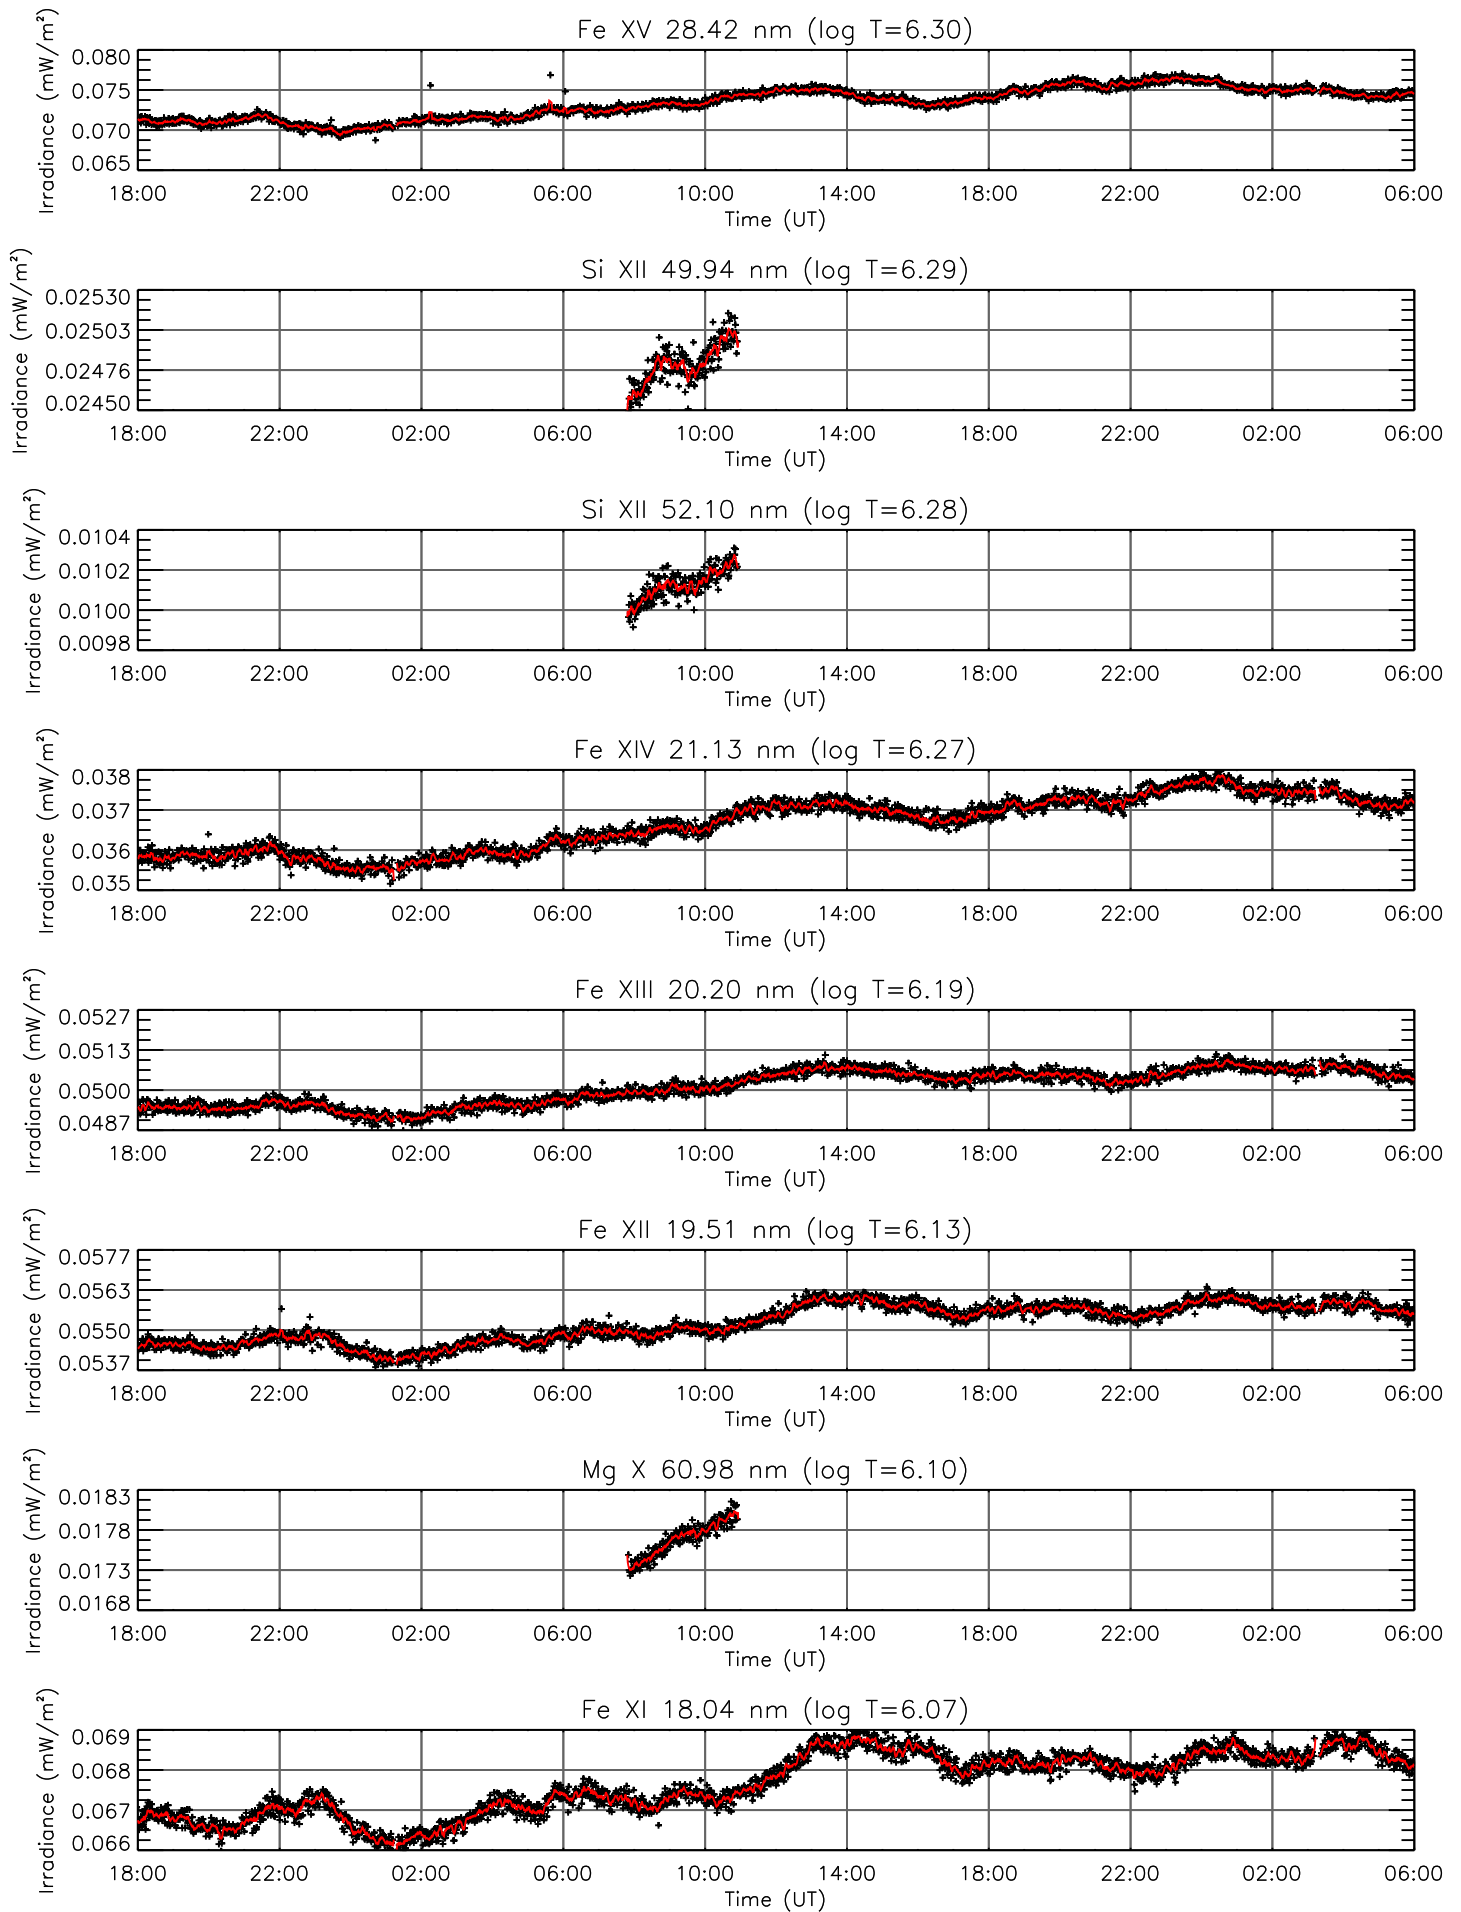 Fe XV 28.42 nm (log T=6.30)
Irradiance (mW/m²)
0.080
0.075
0.070
0.065
18:00 22:00 02:00 06:00 10:00 14:00 18:00 22:00 02:00 06:00
Time (UT)
Si XII 49.94 nm (log T=6.29)
Irradiance (mW/m²)
0.02530
0.02503
0.02476
0.02450
18:00 22:00 02:00 06:00 10:00 14:00 18:00 22:00 02:00 06:00
Time (UT)
Si XII 52.10 nm (log T=6.28)
Irradiance (mW/m²)
0.0104
0.0102
0.0100
0.0098
18:00 22:00 02:00 06:00 10:00 14:00 18:00 22:00 02:00 06:00
Time (UT)
Fe XIV 21.13 nm (log T=6.27)
Irradiance (mW/m²)
0.038
0.037
0.036
0.035
18:00 22:00 02:00 06:00 10:00 14:00 18:00 22:00 02:00 06:00
Time (UT)
Fe XIII 20.20 nm (log T=6.19)
Irradiance (mW/m²)
0.0527
0.0513
0.0500
0.0487
18:00 22:00 02:00 06:00 10:00 14:00 18:00 22:00 02:00 06:00
Time (UT)
Fe XII 19.51 nm (log T=6.13)
Irradiance (mW/m²)
0.0577
0.0563
0.0550
0.0537
18:00 22:00 02:00 06:00 10:00 14:00 18:00 22:00 02:00 06:00
Time (UT)
Mg X 60.98 nm (log T=6.10)
Irradiance (mW/m²)
0.0183
0.0178
0.0173
0.0168
18:00 22:00 02:00 06:00 10:00 14:00 18:00 22:00 02:00 06:00
Time (UT)
Fe XI 18.04 nm (log T=6.07)
Irradiance (mW/m²)
0.069
0.068
0.067
0.066
18:00 22:00 02:00 06:00 10:00 14:00 18:00 22:00 02:00 06:00
Time (UT)